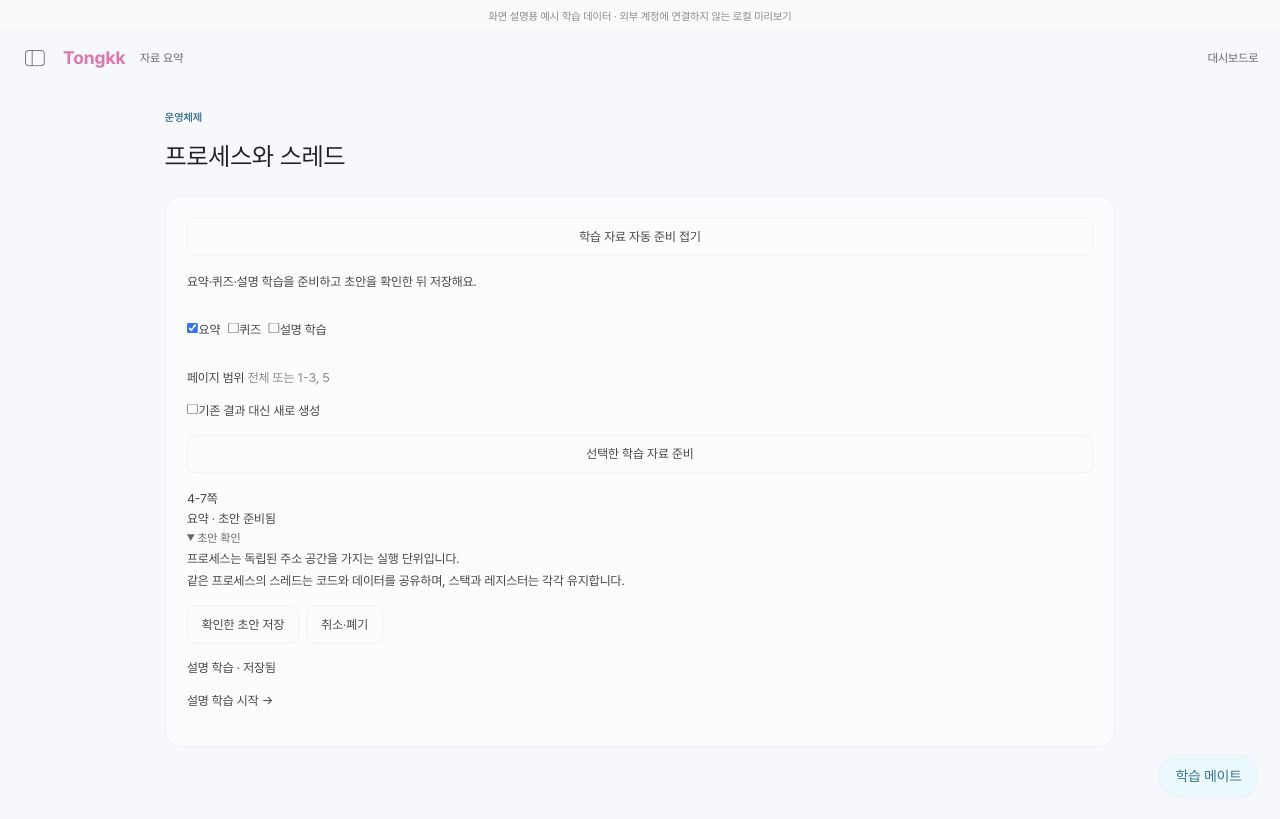 화면 설명용 예시 학습 데이터 · 외부 계정에 연결하지 않는 로컬 미리보기
Tongkk 자료 요약 대시보드로
운영체제
프로세스와 스레드
학습 자료 자동 준비 접기
요약·퀴즈·설명 학습을 준비하고 초안을 확인한 뒤 저장해요.
요약 퀴즈 설명 학습
페이지 범위 전체 또는 1-3, 5
기존 결과 대신 새로 생성
선택한 학습 자료 준비
4-7쪽
요약 · 초안 준비됨
▼ 초안 확인
프로세스는 독립된 주소 공간을 가지는 실행 단위입니다.
같은 프로세스의 스레드는 코드와 데이터를 공유하며, 스택과 레지스터는 각각 유지합니다.
확인한 초안 저장 취소·폐기
설명 학습 · 저장됨
설명 학습 시작 →
학습 메이트